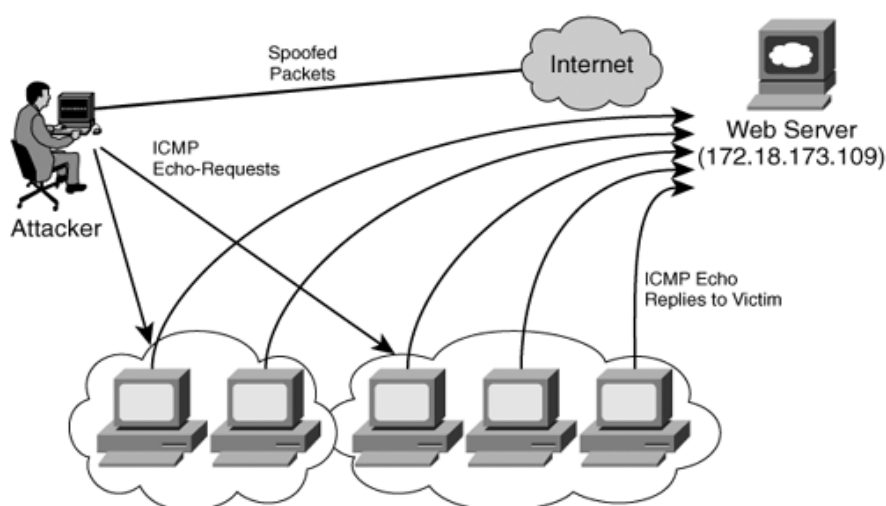 Spoofed
Packets
Internet
Web Server
(172.18.173.109)
ICMP
Echo-Requests
Attacker
ICMP Echo
Replies to Victim